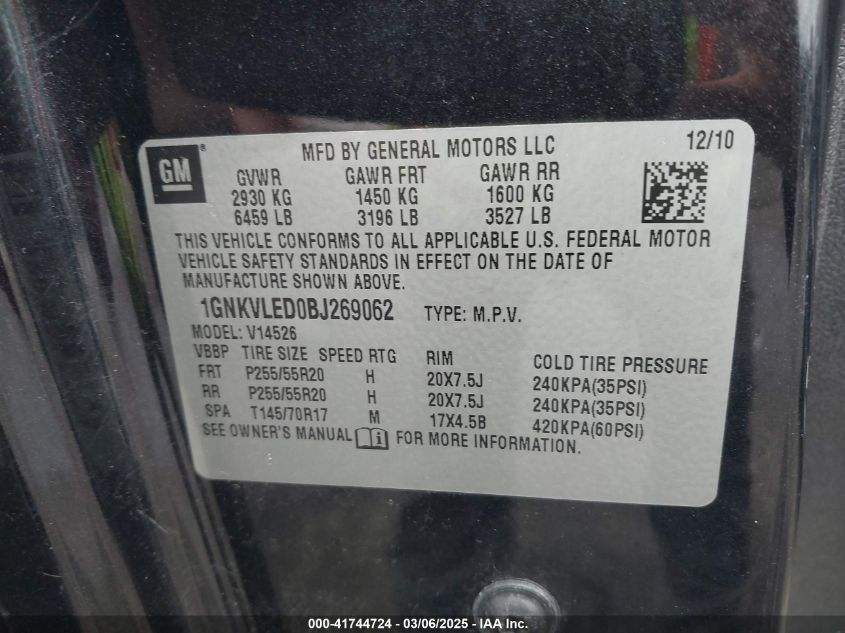 GM® MFD BY GENERAL MOTORS LLC 12/10
GVWR GAWR FRT GAWR RR
2930 KG 1450 KG 1600 KG
6459 LB 3196 LB 3527 LB
THIS VEHICLE CONFORMS TO ALL APPLICABLE U.S. FEDERAL MOTOR
VEHICLE SAFETY STANDARDS IN EFFECT ON THE DATE OF
MANUFACTURE SHOWN ABOVE.
1GNKVLED0BJ269062 TYPE: M.P.V.
MODEL: V14526
VBBP TIRE SIZE SPEED RTG RIM COLD TIRE PRESSURE
FRT P255/55R20 H 20X7.5J 240KPA(35PSI)
RR P255/55R20 H 20X7.5J 240KPA(35PSI)
SPA T145/70R17 M 17X4.5B 420KPA(60PSI)
SEE OWNER'S MANUAL i FOR MORE INFORMATION.
000-41744724 - 03/06/2025 - IAA Inc.